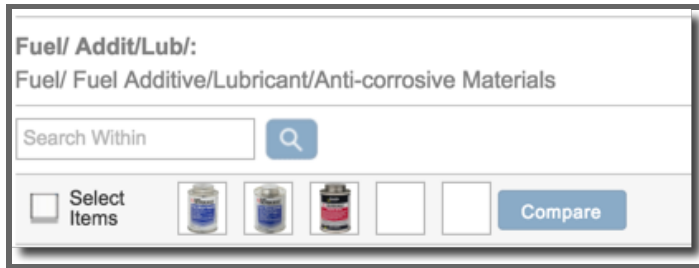 Fuel/ Addit/Lub/:
Fuel/ Fuel Additive/Lubricant/Anti-corrosive Materials
Search Within
Select
Items
Compare